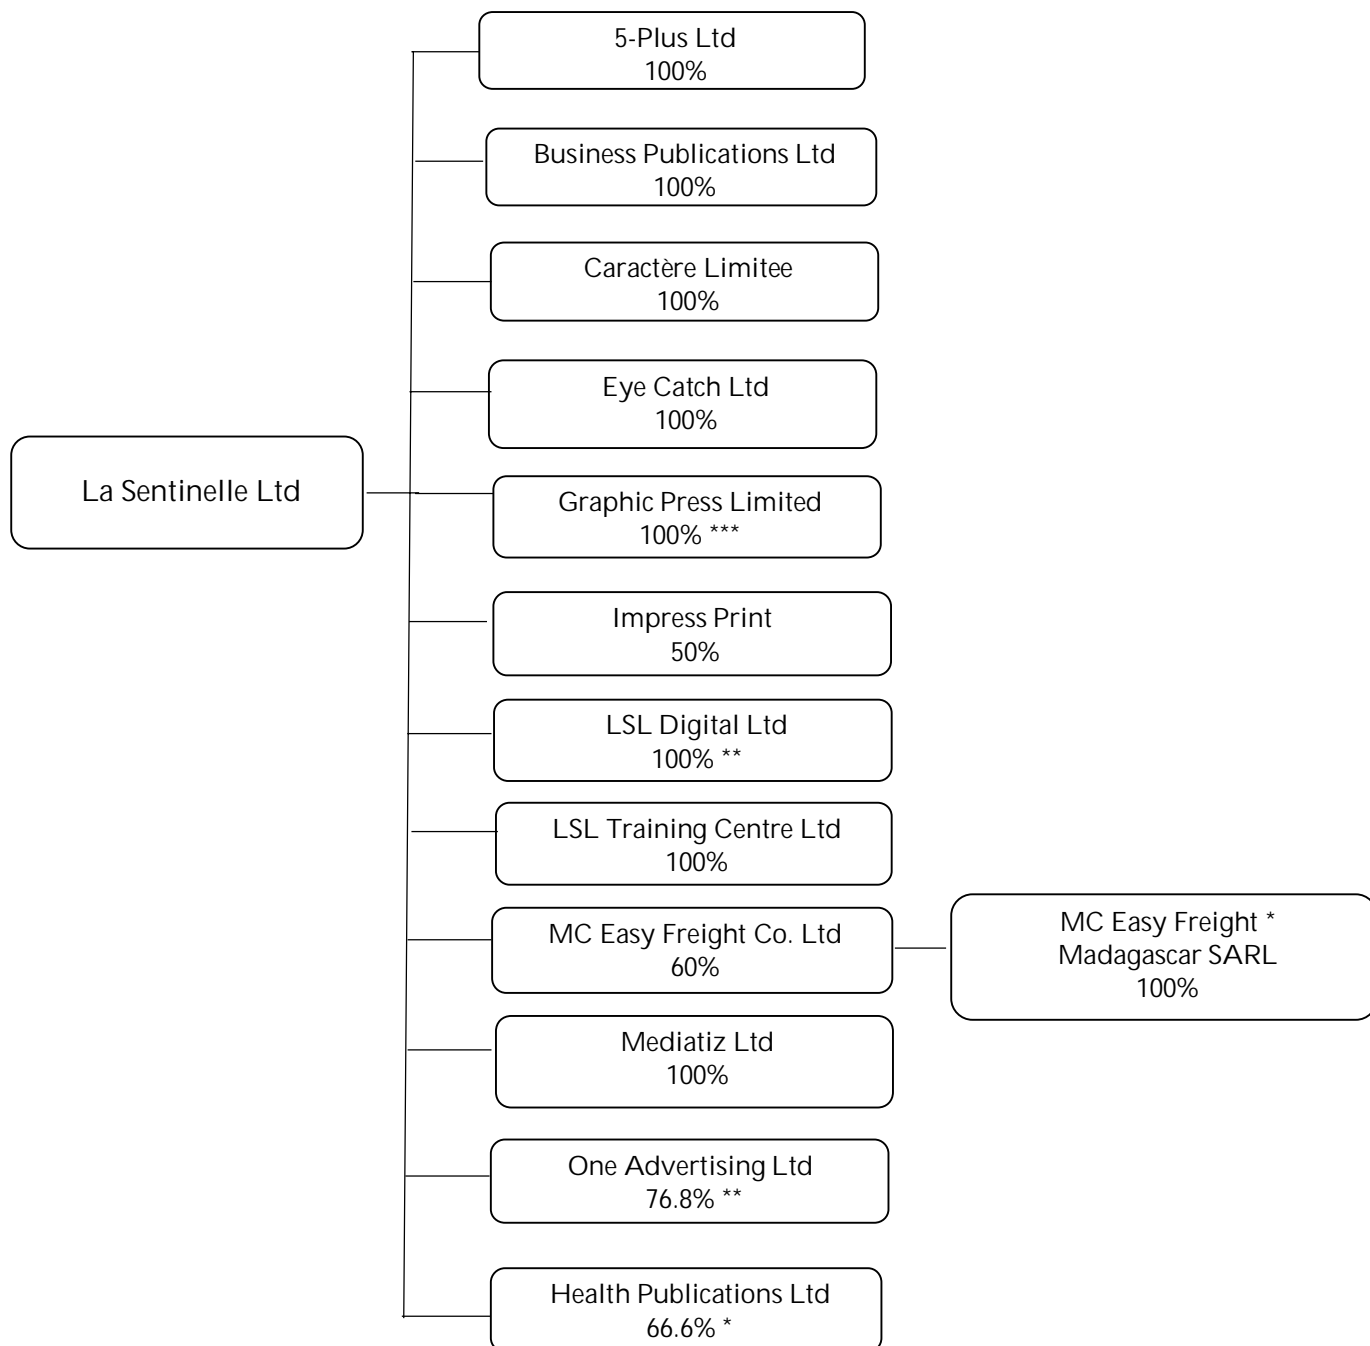 5-Plus Ltd
100%
Business Publications Ltd
100%
Caractère Limitee
100%
Eye Catch Ltd
100%
La Sentinelle Ltd
Graphic Press Limited
100% ***
Impress Print
50%
LSL Digital Ltd
100% **
LSL Training Centre Ltd
100%
MC Easy Freight Co. Ltd
60%
MC Easy Freight *
Madagascar SARL
100%
Mediatiz Ltd
100%
One Advertising Ltd
76.8% **
Health Publications Ltd
66.6% *